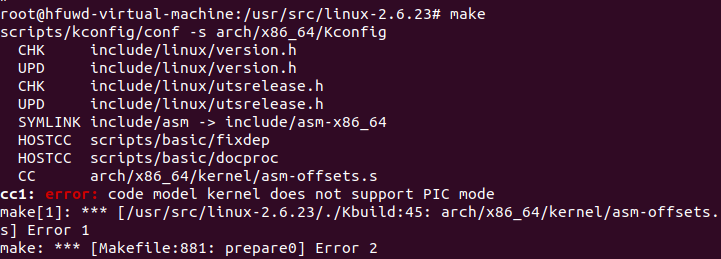 root@hfuwd-virtual-machine:/usr/src/linux-2.6.23# make
scripts/kconfig/conf -s arch/x86_64/Kconfig
  CHK     include/linux/version.h
  UPD     include/linux/version.h
  CHK     include/linux/utsrelease.h
  UPD     include/linux/utsrelease.h
  SYMLINK include/asm -> include/asm-x86_64
  HOSTCC  scripts/basic/fixdep
  HOSTCC  scripts/basic/docproc
  CC      arch/x86_64/kernel/asm-offsets.s
cc1: error: code model kernel does not support PIC mode
make[1]: *** [/usr/src/linux-2.6.23/./Kbuild:45: arch/x86_64/kernel/asm-offsets.
s] Error 1
make: *** [Makefile:881: prepare0] Error 2